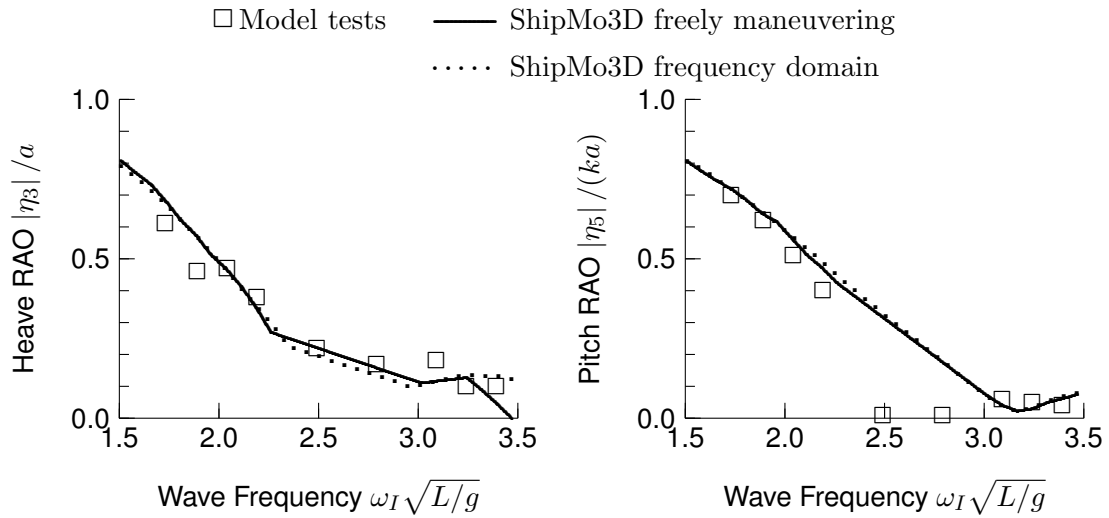 Model tests ShipMo3D freely maneuvering
ShipMo3D frequency domain
Heave RAO |η₃| /a
1.0
0.5
0.0
1.5 2.0 2.5 3.0 3.5
Wave Frequency ω_I √L/g
Pitch RAO |η₅| /(ka)
1.0
0.5
0.0
1.5 2.0 2.5 3.0 3.5
Wave Frequency ω_I √L/g